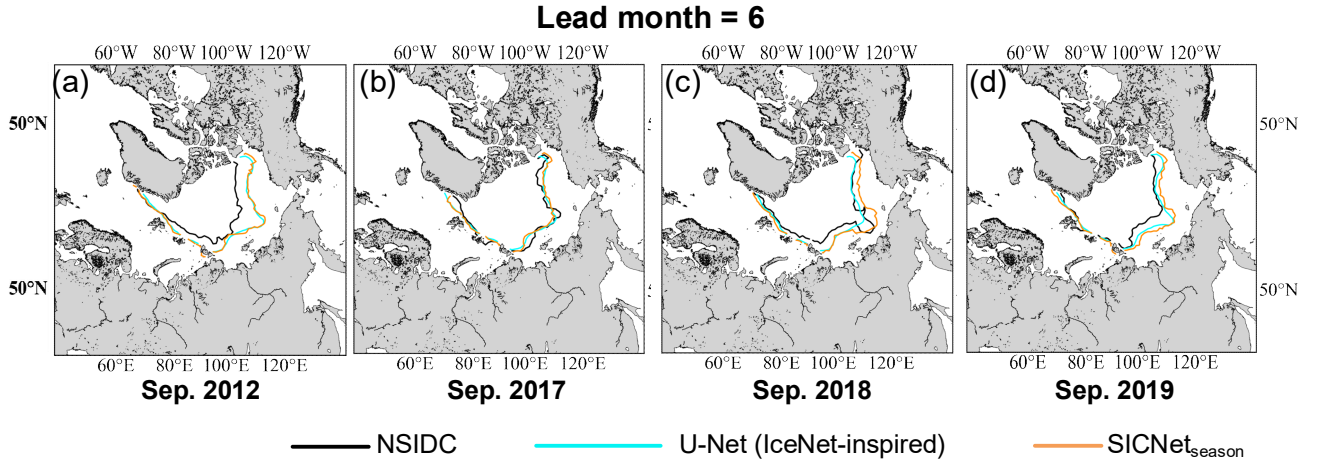 Lead month = 6
60°W 80°W 100°W 120°W 60°W 80°W 100°W 120°W 60°W 80°W 100°W 120°W 60°W 80°W 100°W 120°W
(a) (b) (c) (d)
50°N 50°N
50°N 50°N
60°E 80°E 100°E 120°E 60°E 80°E 100°E 120°E 60°E 80°E 100°E 120°E 60°E 80°E 100°E 120°E
Sep. 2012 Sep. 2017 Sep. 2018 Sep. 2019
NSIDC U-Net (IceNet-inspired) SICNetseason